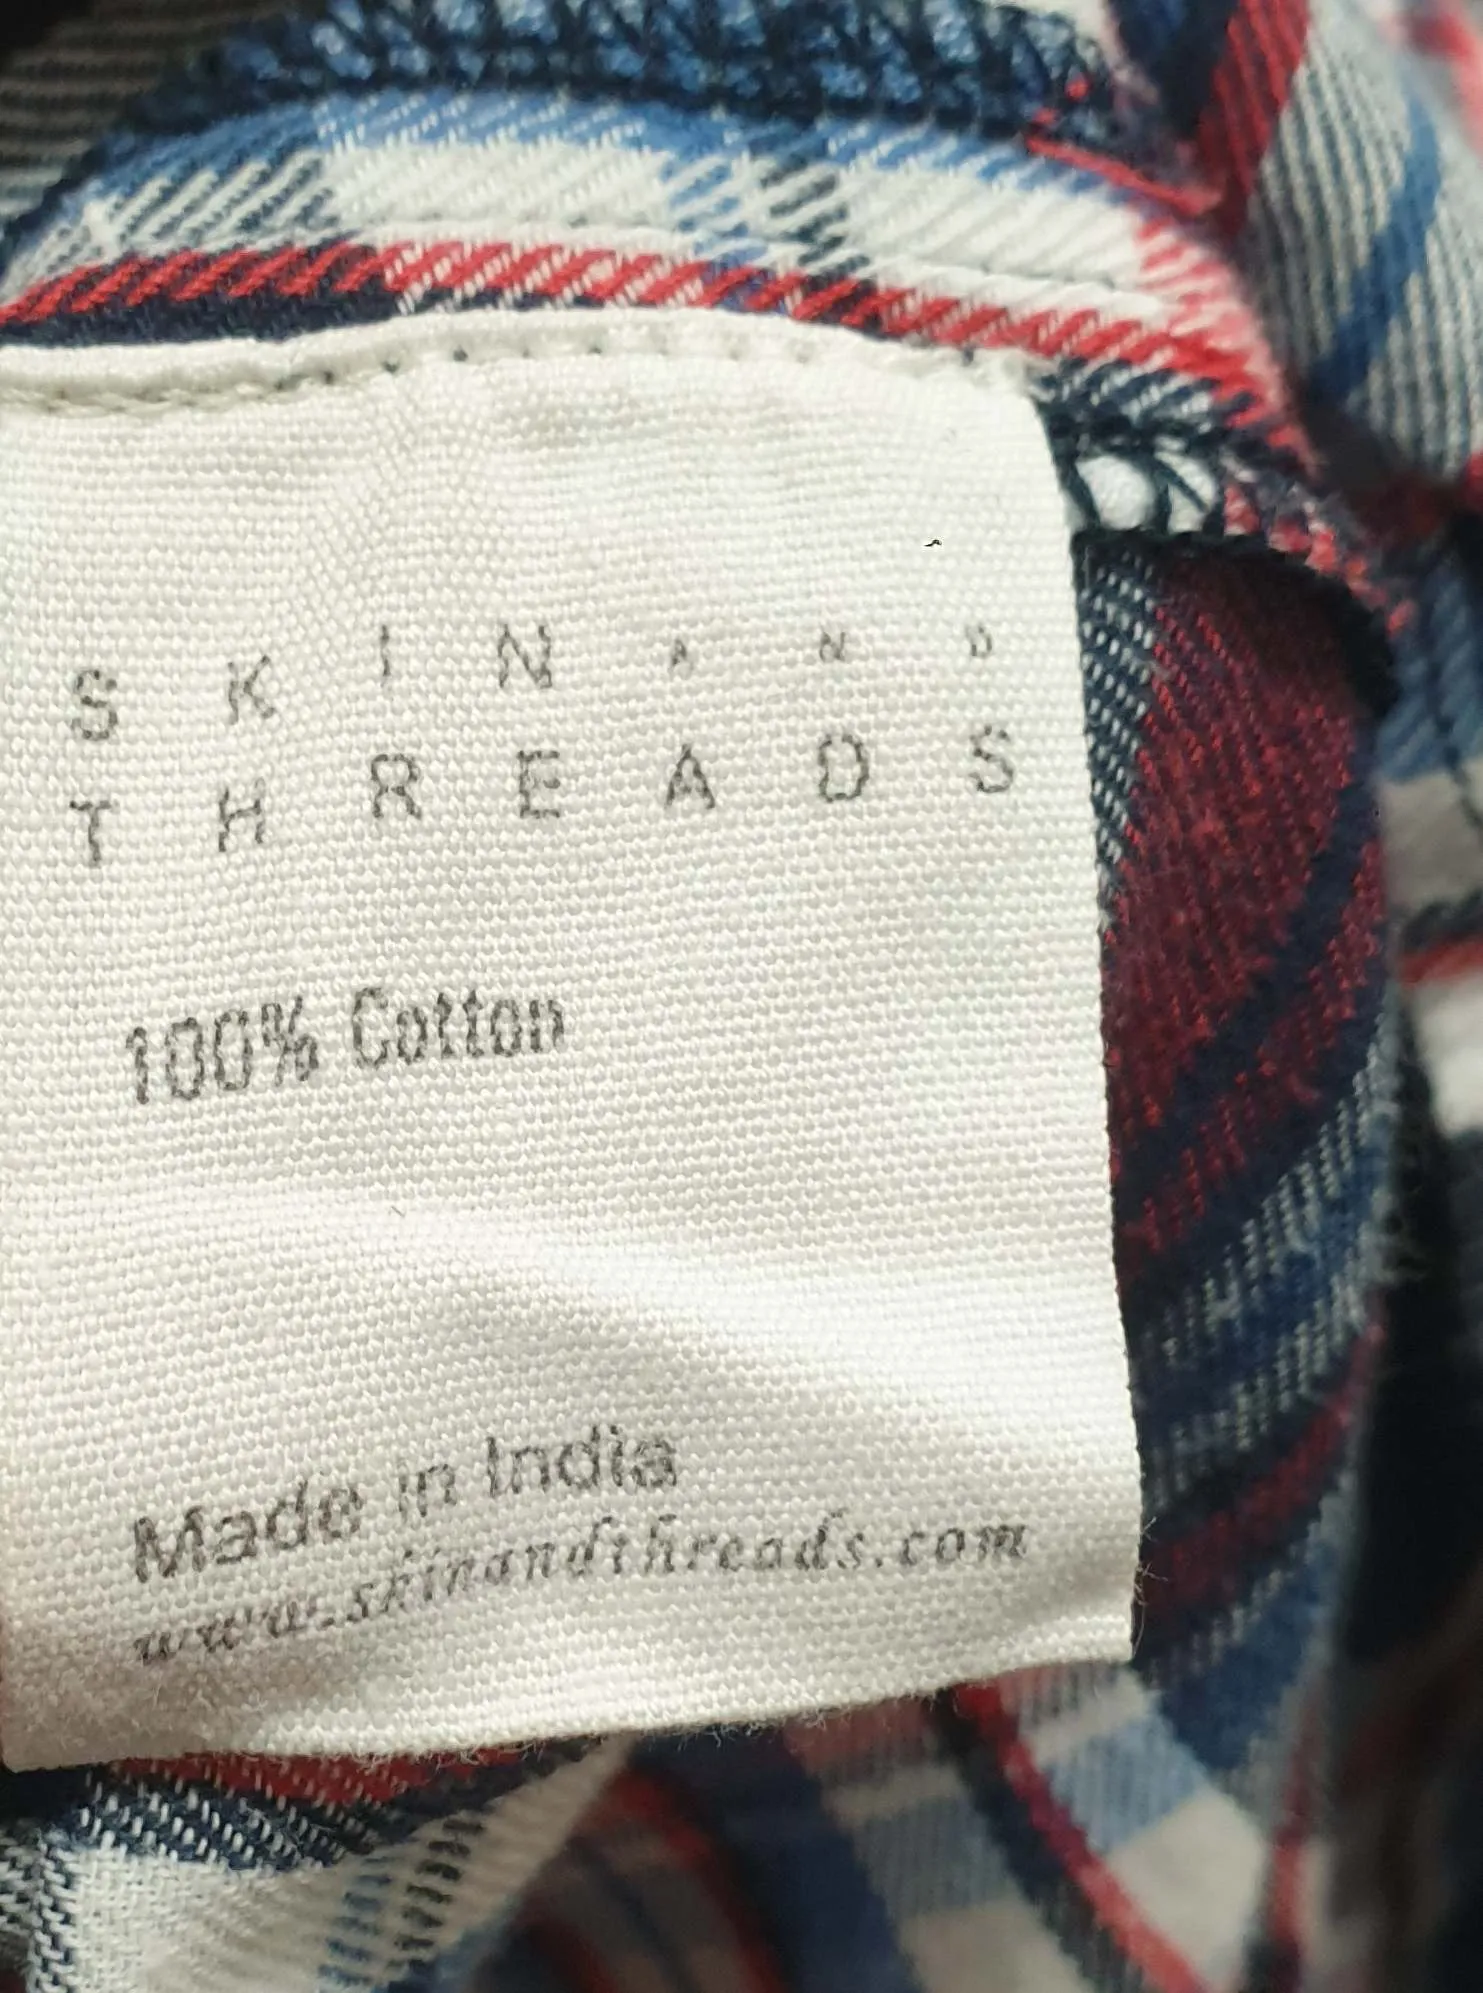 SKIN AND
THREADS
100% Cotton
Made in India
www.skinandthreads.com